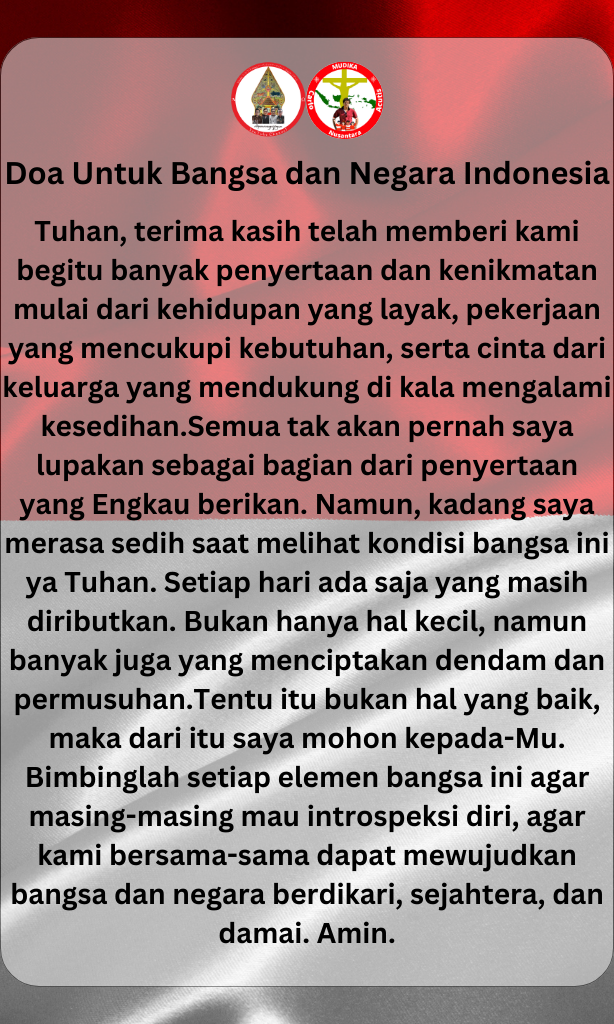 MUDIKA
Carlo
Acutis
Nusantara
Doa Untuk Bangsa dan Negara Indonesia
Tuhan, terima kasih telah memberi kami
begitu banyak penyertaan dan kenikmatan
mulai dari kehidupan yang layak, pekerjaan
yang mencukupi kebutuhan, serta cinta dari
keluarga yang mendukung di kala mengalami
kesedihan.Semua tak akan pernah saya
lupakan sebagai bagian dari penyertaan
yang Engkau berikan. Namun, kadang saya
merasa sedih saat melihat kondisi bangsa ini
ya Tuhan. Setiap hari ada saja yang masih
diributkan. Bukan hanya hal kecil, namun
banyak juga yang menciptakan dendam dan
permusuhan.Tentu itu bukan hal yang baik,
maka dari itu saya mohon kepada-Mu.
Bimbinglah setiap elemen bangsa ini agar
masing-masing mau introspeksi diri, agar
kami bersama-sama dapat mewujudkan
bangsa dan negara berdikari, sejahtera, dan
damai. Amin.